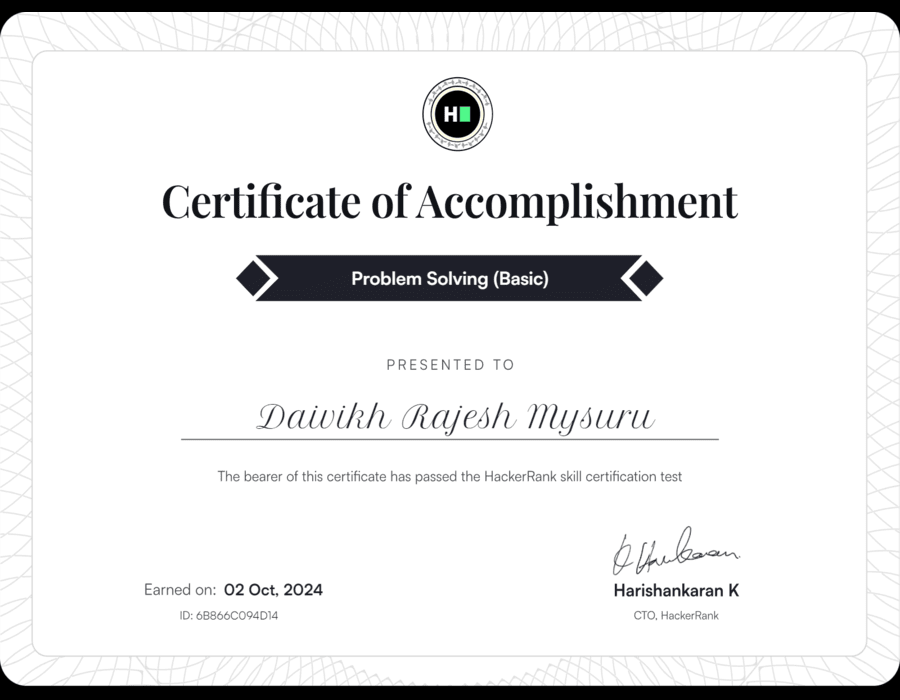 H
Certificate of Accomplishment
Problem Solving (Basic)
PRESENTED TO
Daivikh Rajesh Mysuru
The bearer of this certificate has passed the HackerRank skill certification test
Earned on: 02 Oct, 2024
ID: 6B866C094D14
Harishankaran K
CTO, HackerRank